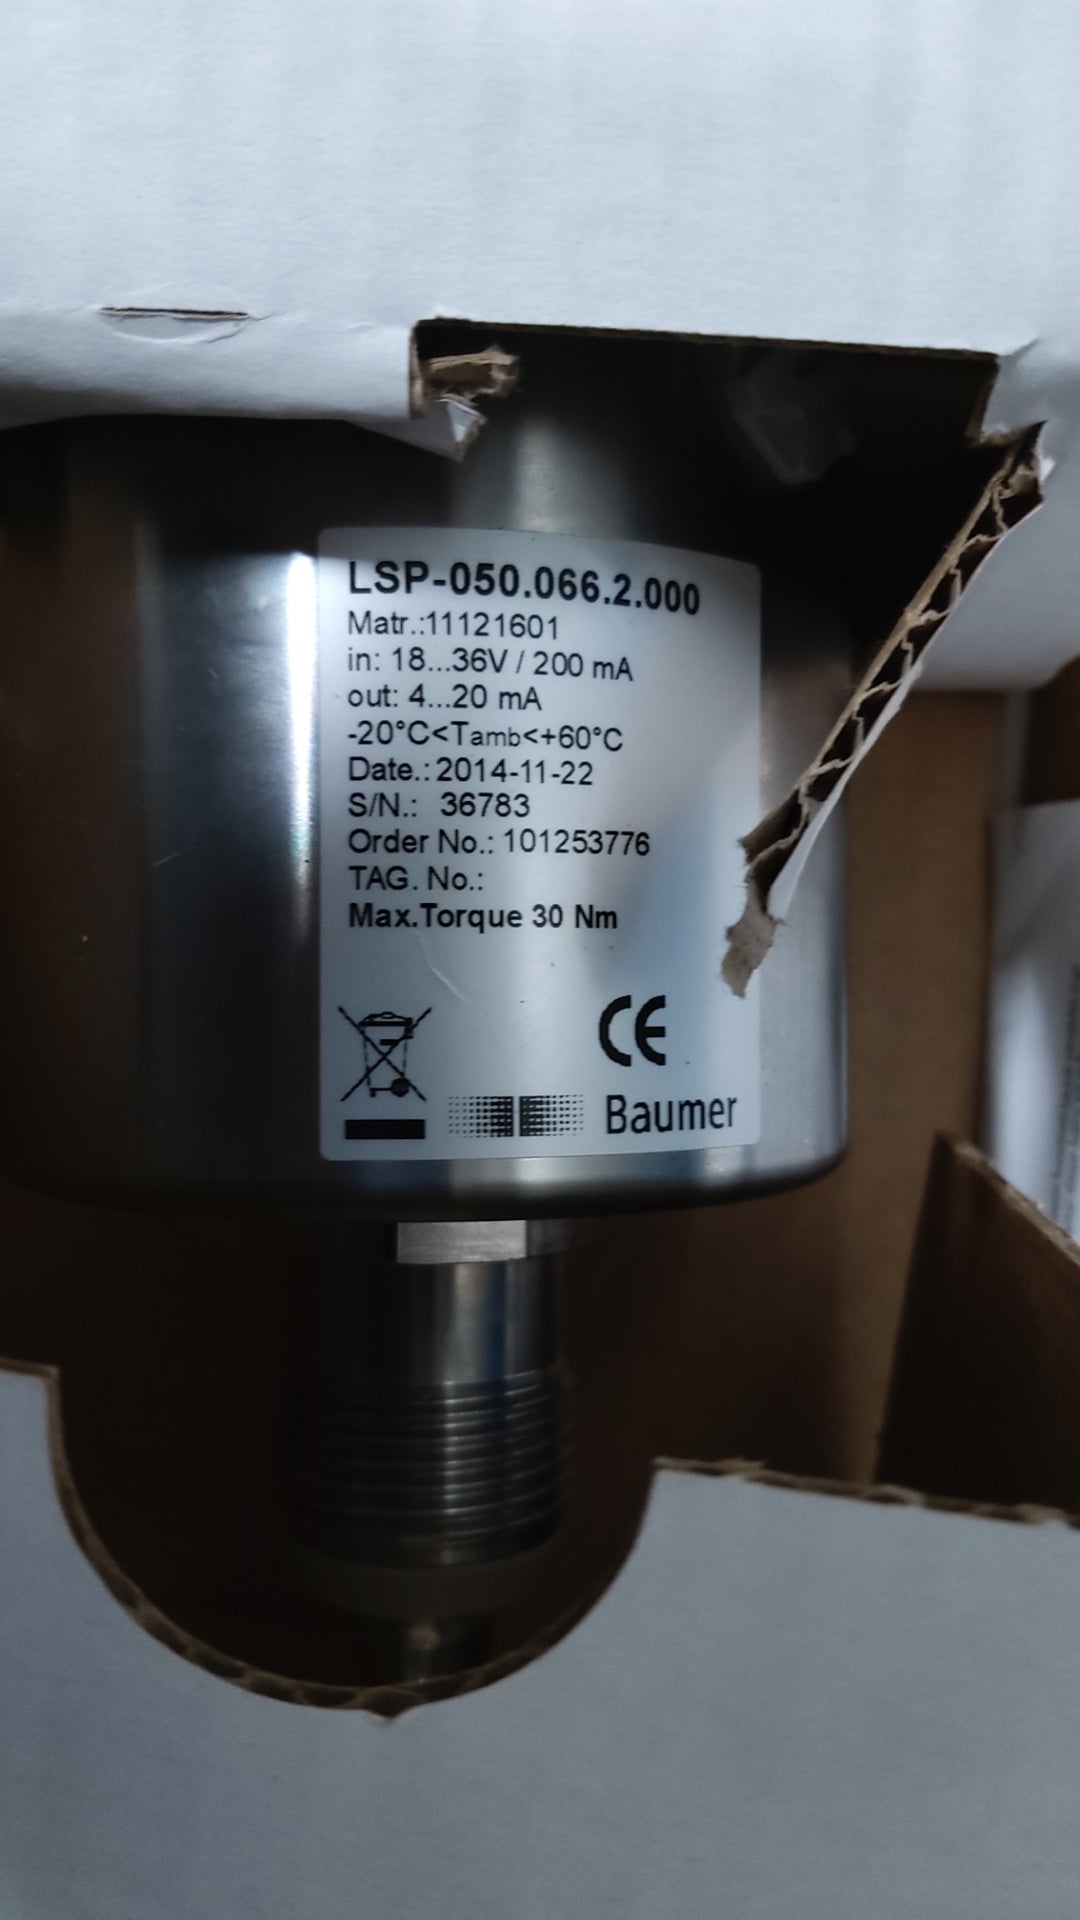 LSP-050.066.2.000
Matr.:11121601
in: 18...36V / 200 mA
out: 4...20 mA
-20°C<Tamb<+60°C
Date.: 2014-11-22
S/N.: 36783
Order No.: 101253776
TAG. No.:
Max.Torque 30 Nm
CE
Baumer